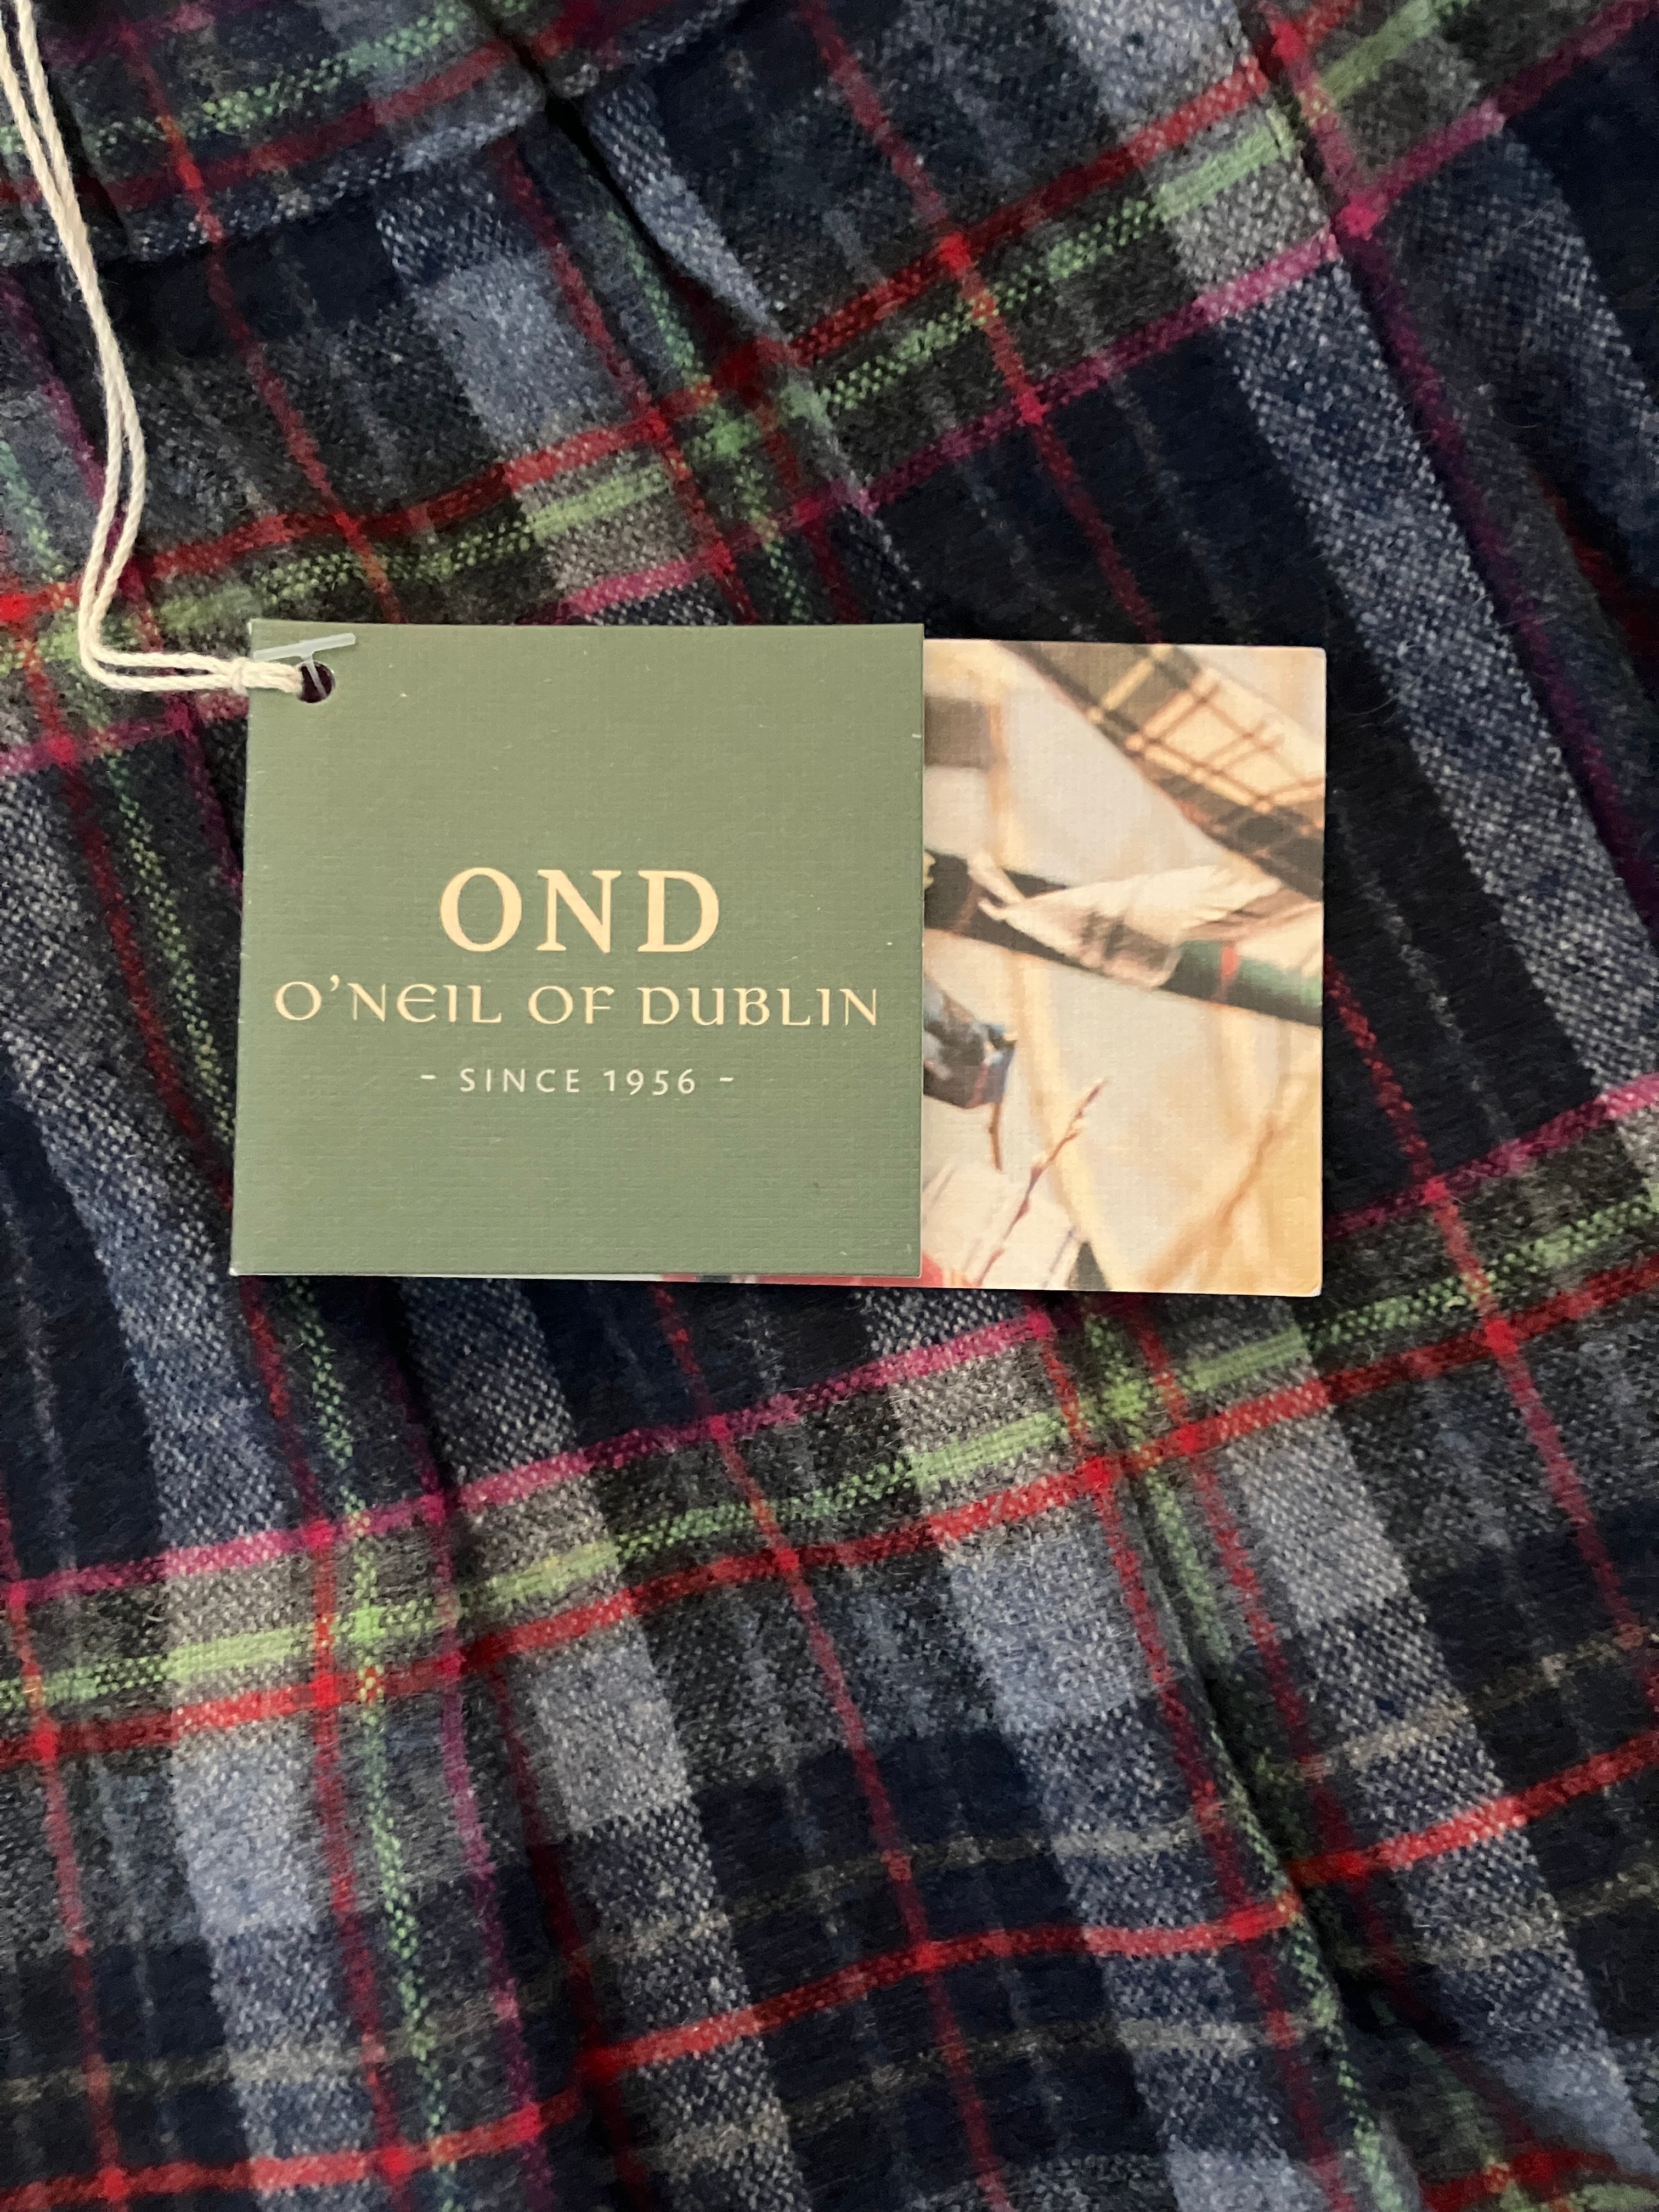 OND
O'NEIL OF DUBLIN
- SINCE 1956 -